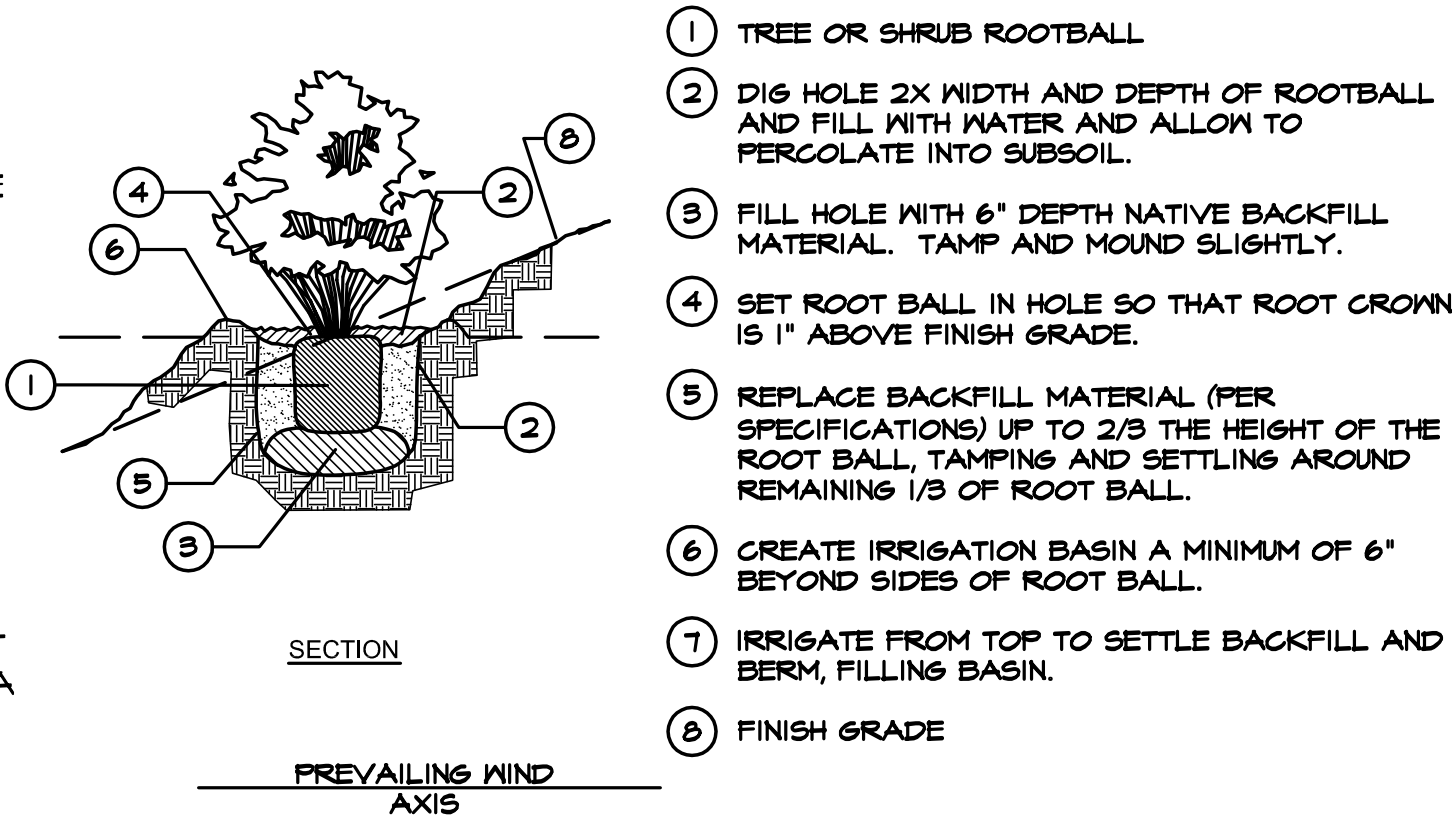 1 TREE OR SHRUB ROOTBALL
2 DIG HOLE 2X WIDTH AND DEPTH OF ROOTBALL
AND FILL WITH WATER AND ALLOW TO
PERCOLATE INTO SUBSOIL.
3 FILL HOLE WITH 6" DEPTH NATIVE BACKFILL
MATERIAL. TAMP AND MOUND SLIGHTLY.
4 SET ROOT BALL IN HOLE SO THAT ROOT CROWN
IS 1" ABOVE FINISH GRADE.
5 REPLACE BACKFILL MATERIAL (PER
SPECIFICATIONS) UP TO 2/3 THE HEIGHT OF THE
ROOT BALL, TAMPING AND SETTLING AROUND
REMAINING 1/3 OF ROOT BALL.
6 CREATE IRRIGATION BASIN A MINIMUM OF 6"
BEYOND SIDES OF ROOT BALL.
7 IRRIGATE FROM TOP TO SETTLE BACKFILL AND
BERM, FILLING BASIN.
8 FINISH GRADE
8
4
2
6
1
2
5
3
SECTION
PREVAILING WIND
AXIS